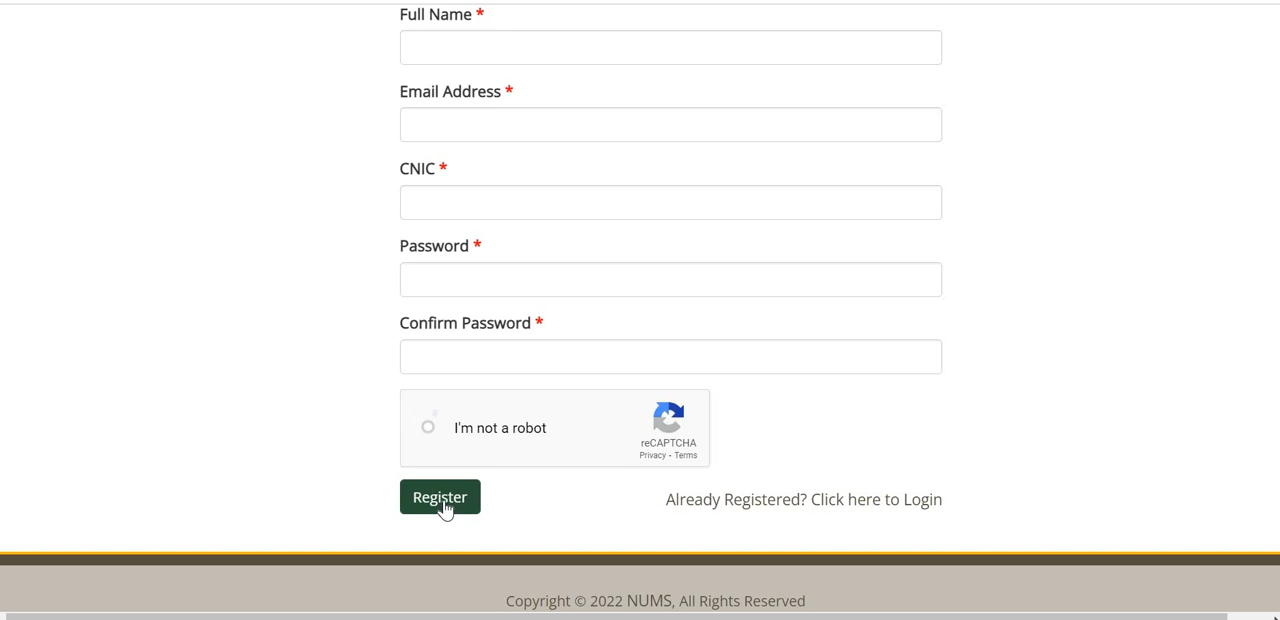 Full Name *
Email Address *
CNIC *
Password *
Confirm Password *
I'm not a robot
reCAPTCHA
Privacy - Terms
Register
Already Registered? Click here to Login
Copyright © 2022 NUMS, All Rights Reserved